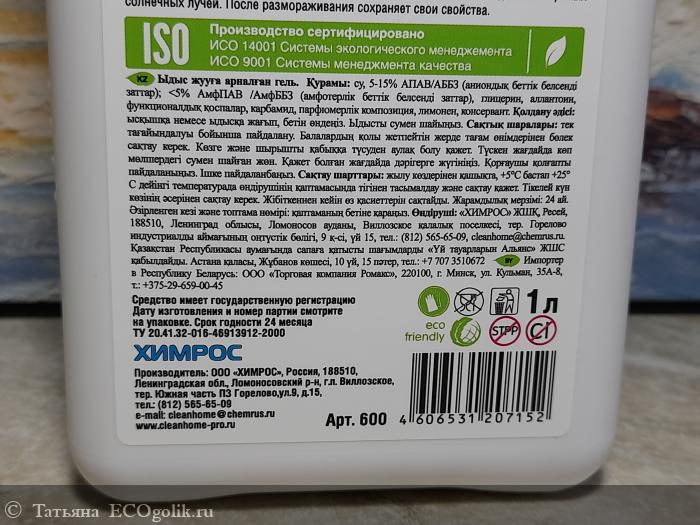 солнечных лучей. После размораживания сохраняет свои свойства.
ISO
Производство сертифицировано
ИСО 14001 Системы экологического менеджемента
ИСО 9001 Системы менеджмента качества
KZ Ыдыс жууға арналған гель. Құрамы: су, 5-15% АПАВ/АББЗ (аниондық беттік белсенді
заттар); <5% АмфПАВ /АмфББЗ (амфотерлік беттік белсенді заттар), глицерин, аллантоин,
функционалдық қоспалар, карбамид, парфюмерлік композиция, лимонен, консервант. Қолдану әдісі:
ысқышқа немесе ыдысқа жағып, бетін өңдеңіз. Ыдысты сумен шайыңыз. Сақтық шаралары: тек
тағайындалуы бойынша пайдалану. Балалардың қолы жетпейтін жерде тағам өнімдерінен бөлек
сақтау керек. Көзге және шырышты қабыққа түсуден аулақ болу қажет. Түскен жағдайда көп
мөлшердегі сумен шайған жөн. Қажет болған жағдайда дәрігерге жүгініңіз. Қорғаушы қолғапты
пайдаланыңыз. Ішке пайдаланбаңыз. Сақтау шарттары: жылу көздерінен қашықта, +5°С бастап +25°
С дейінгі температурада өндірушінің қаптамасында тігінен тасымалдау және сақтау қажет. Тікелей күн
көзінің әсерінен сақтау керек. Жібіткеннен кейін өз қасиеттерін сақтайды. Жарамдылық мерзімі: 24 ай.
Әзірленген кезі және топтама нөмірі: қаптаманың бетіне қараңыз. Өндіруші: «ХИМРОС» ЖШҚ, Ресей,
188510, Ленинград облысы, Ломоносов ауданы, Виллозское қалалық поселкесі, тер. Горелово
индустриалды аймағының оңтүстік бөлігі, 9 қ-сі, үй 15, тел.: (812) 565-65-09, cleanhome@chemrus.ru.
Қазақстан Республикасы аумағында сапаға қатысты шағымдарды «Үй тауарларын Альянс» ЖШС
қабылдайды. Астана қаласы, Жұбанов көшесі, 10 үй, 15 пәтер, тел.: +7 707 3510672 BY Импортер
в Республику Беларусь: ООО «Торговая компания Ромакс», 220100, г. Минск, ул. Кульман, 35А-8,
т.: +375-29-659-00-45
Средство имеет государственную регистрацию
Дату изготовления и номер партии смотрите
на упаковке. Срок годности 24 месяца
ТУ 20.41.32-016-46913912-2000
1 л
eco
friendly
STPP
Cl
ХИМРОС
Производитель: ООО «ХИМРОС», Россия, 188510,
Ленинградская обл., Ломоносовский р-н, г.п. Виллозское,
тер. Южная часть ПЗ Горелово,ул.9, д.15,
тел.: (812) 565-65-09
e-mail: cleanhome@chemrus.ru
www.cleanhome-pro.ru
Арт. 600
4 606531 207152
© Татьяна ECOgolik.ru